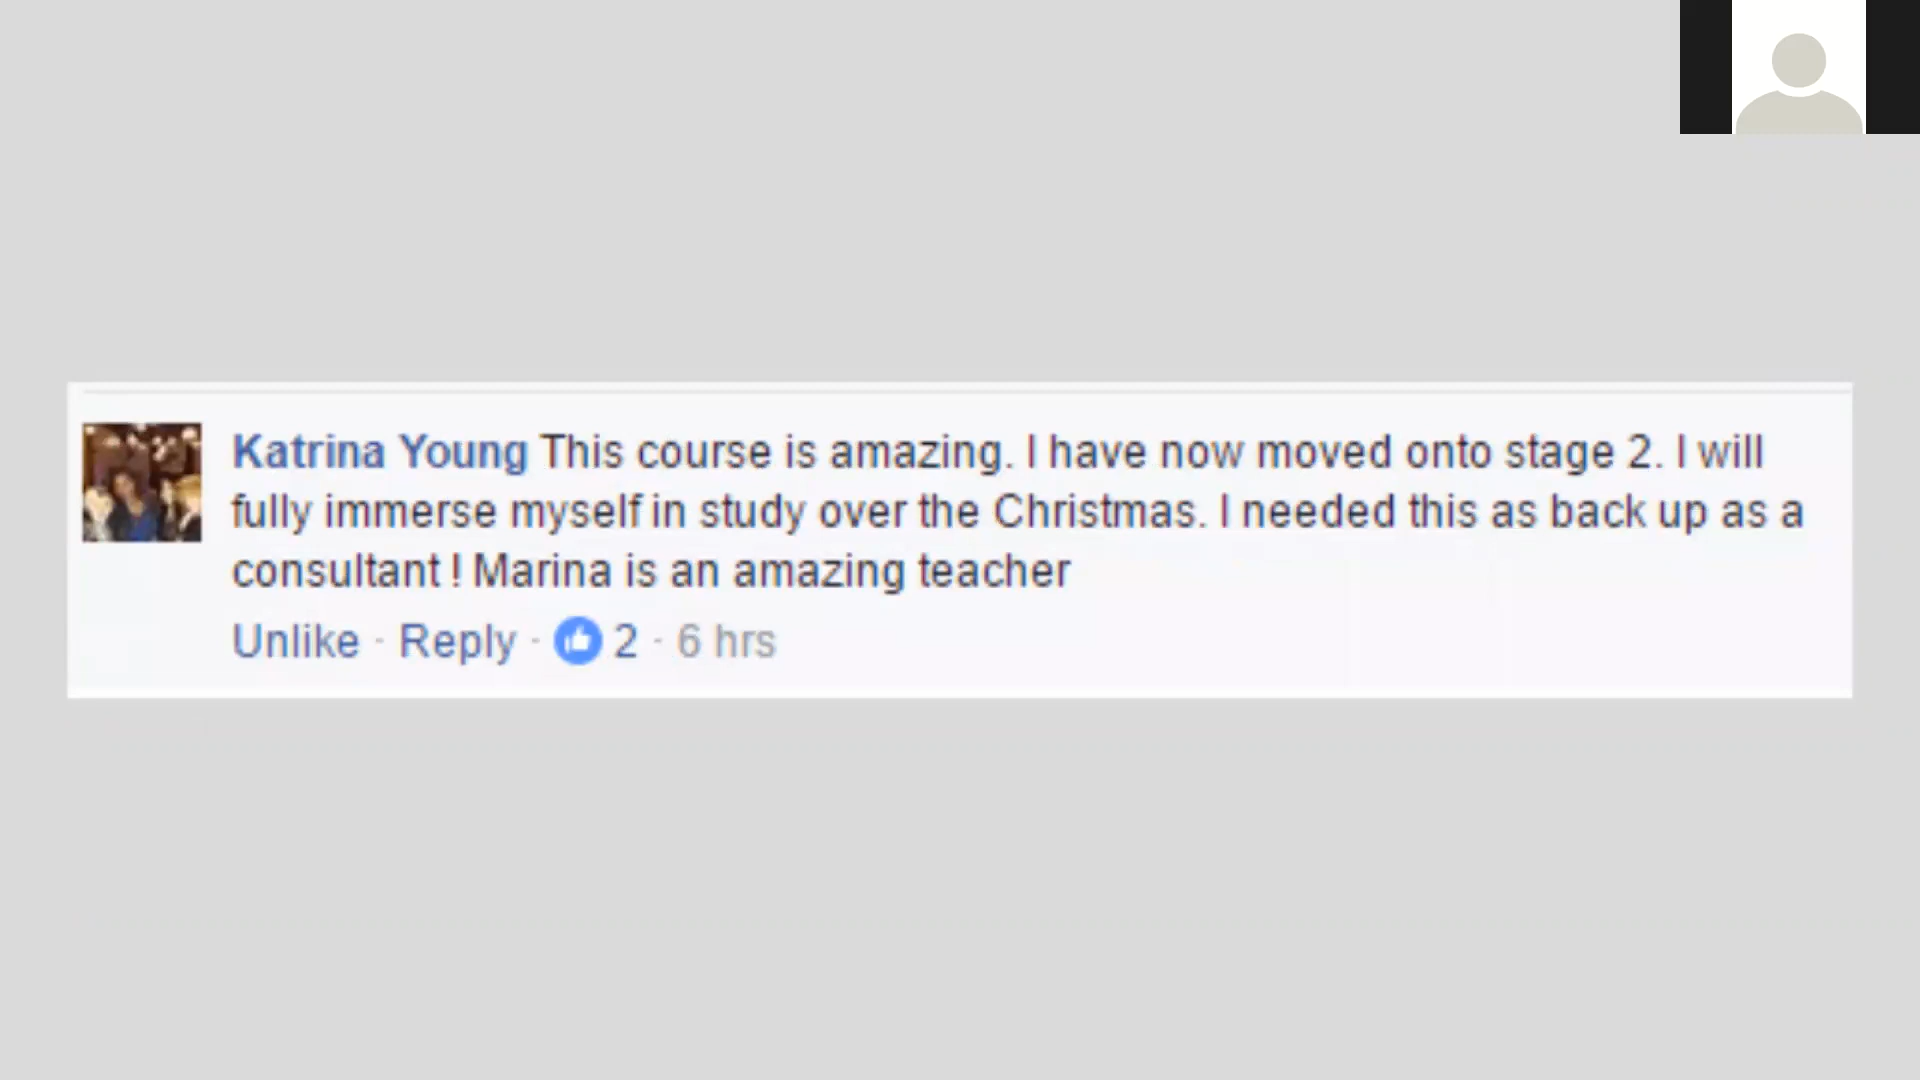 Katrina Young This course is amazing. I have now moved onto stage 2. I will
fully immerse myself in study over the Christmas. I needed this as back up as a
consultant ! Marina is an amazing teacher
Unlike · Reply · 2 · 6 hrs